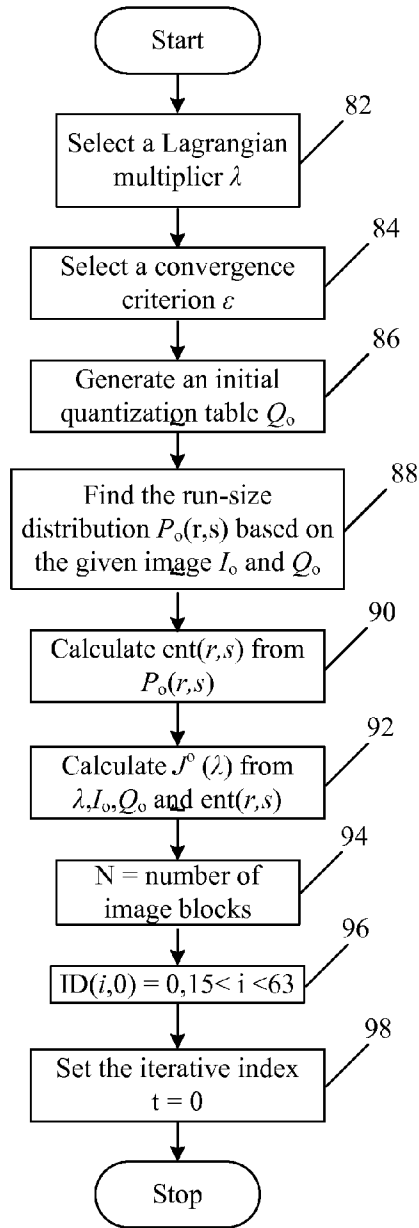 Start
82
Select a Lagrangian
multiplier λ
84
Select a convergence
criterion ε
86
Generate an initial
quantization table Qo
88
Find the run-size
distribution Po(r,s) based on
the given image Io and Qo
90
Calculate ent(r,s) from
Po(r,s)
92
Calculate Jo (λ) from
λ,Io,Qo and ent(r,s)
94
N = number of
image blocks
96
ID(i,0) = 0,15< i <63
98
Set the iterative index
t = 0
Stop